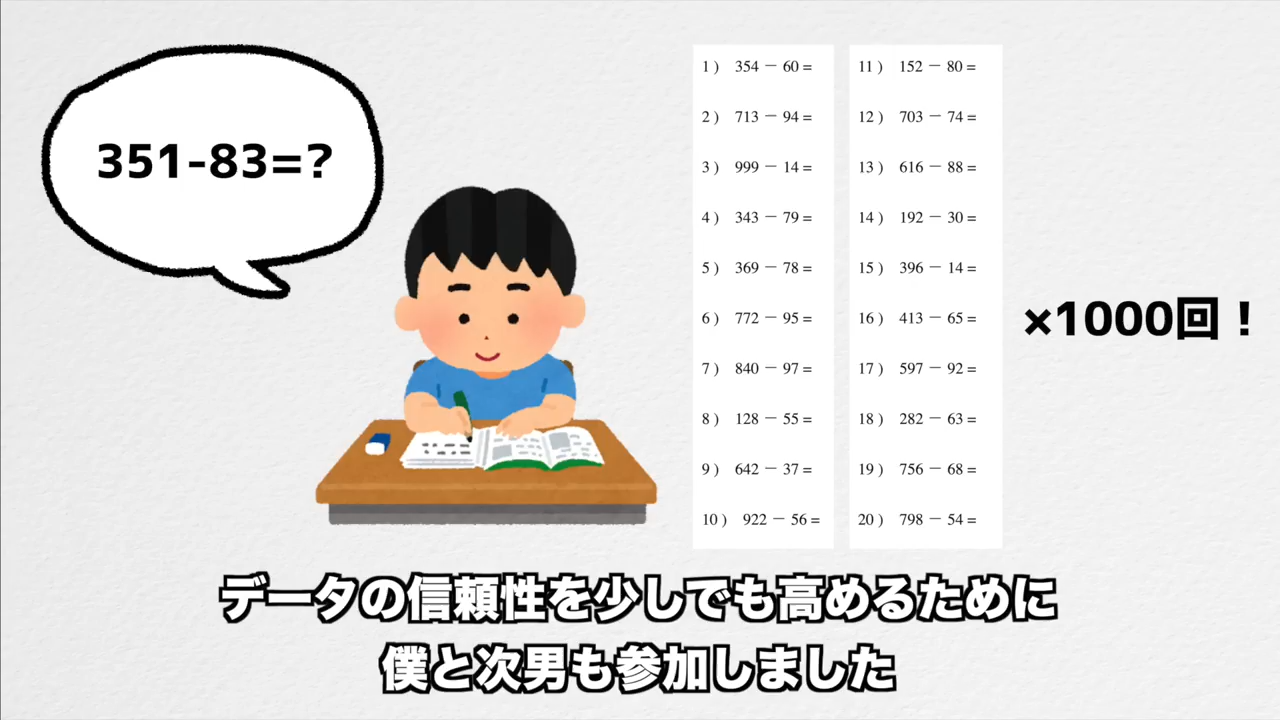 351-83=?
1) 354 － 60 =
2) 713 － 94 =
3) 999 － 14 =
4) 343 － 79 =
5) 369 － 78 =
6) 772 － 95 =
7) 840 － 97 =
8) 128 － 55 =
9) 642 － 37 =
10) 922 － 56 =
11) 152 － 80 =
12) 703 － 74 =
13) 616 － 88 =
14) 192 － 30 =
15) 396 － 14 =
16) 413 － 65 =
17) 597 － 92 =
18) 282 － 63 =
19) 756 － 68 =
20) 798 － 54 =
×1000回！
データの信頼性を少しでも高めるために
僕と次男も参加しました